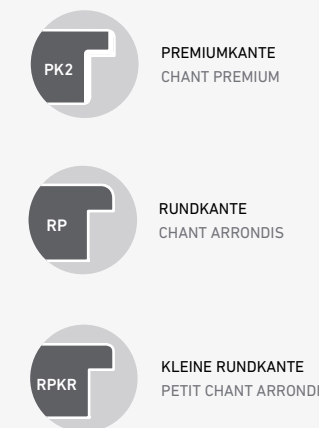 PK2
PREMIUMKANTE
CHANT PREMIUM
RP
RUNDKANTE
CHANT ARRONDIS
RPKR
KLEINE RUNDKANTE
PETIT CHANT ARRONDI